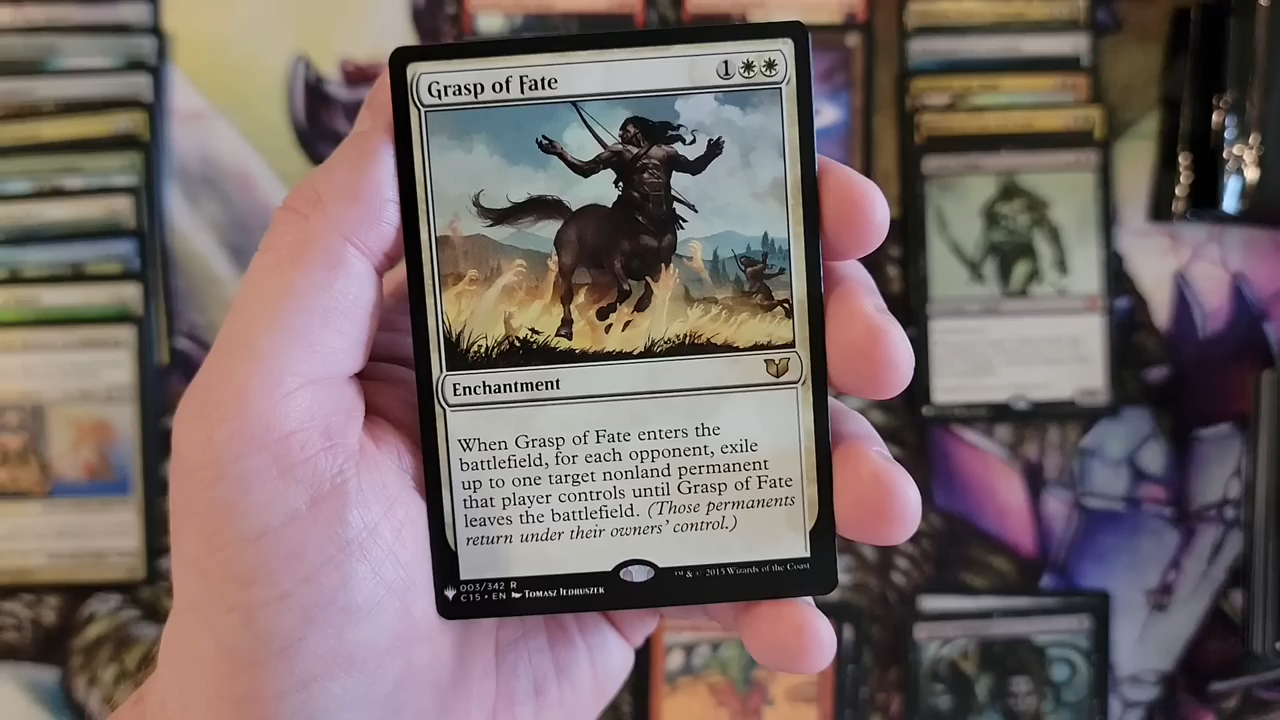 Grasp of Fate 1
Enchantment
When Grasp of Fate enters the
battlefield, for each opponent, exile
up to one target nonland permanent
that player controls until Grasp of Fate
leaves the battlefield. (Those permanents
return under their owners' control.)
003/342 R
C15 • EN TOMASZ JEDRUSZEK
™ & © 2015 Wizards of the Coast